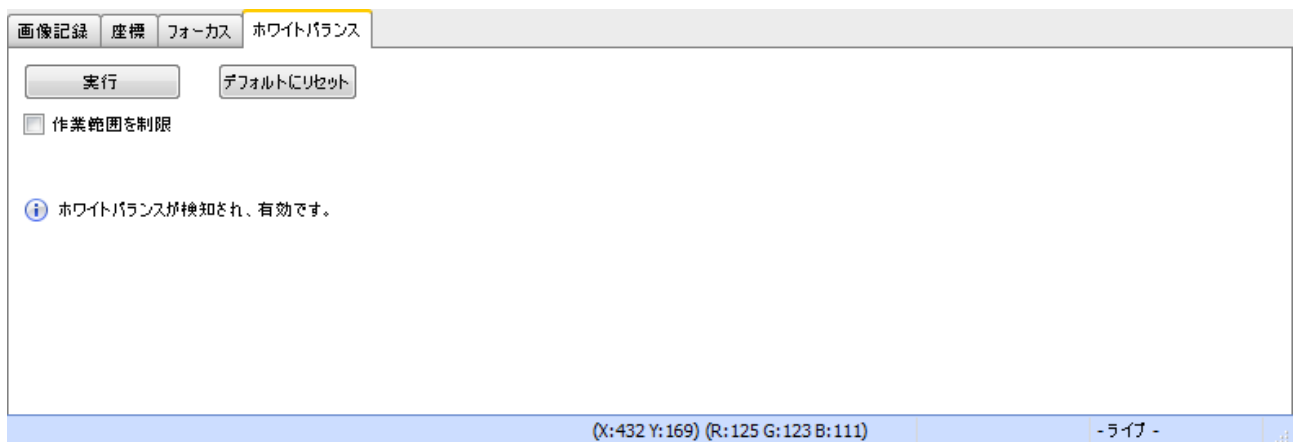 画像記録 座標 フォーカス ホワイトバランス
実行 デフォルトにリセット
作業範囲を制限
ホワイトバランスが検知され、有効です。
(X:432 Y:169) (R:125 G:123 B:111) - ライブ -